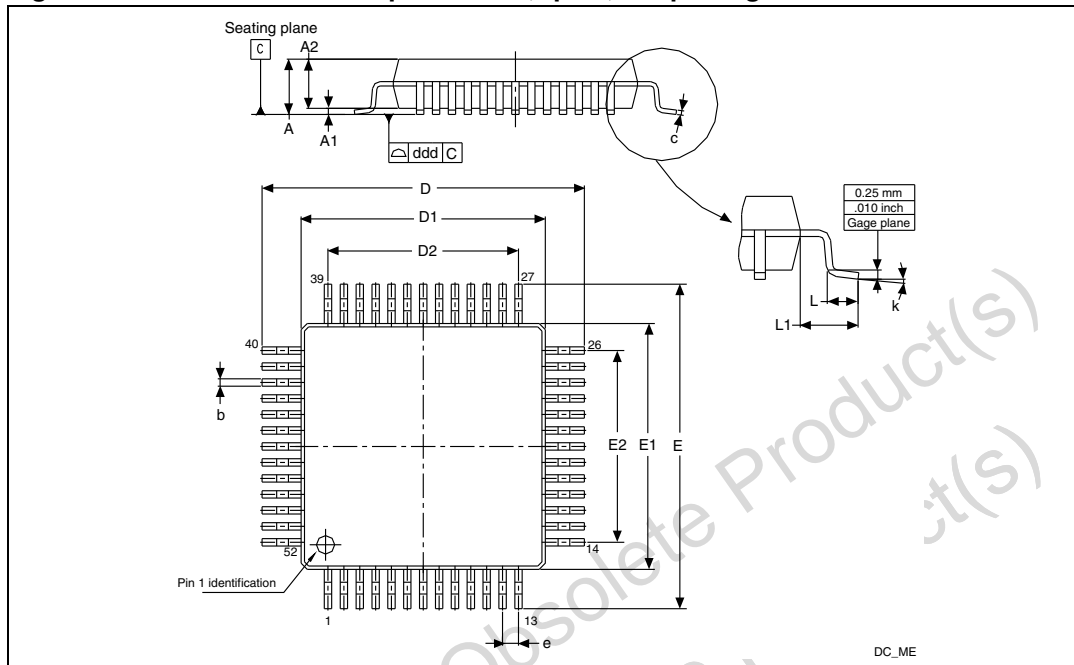 Seating plane
C
A2
A
A1
ddd C
c
D
D1
D2
0.25 mm
.010 inch
Gage plane
L
L1
k
39
27
40
26
b
E2
E1
E
52
14
Pin 1 identification
1
13
e
Obsolete Product(s)
ct(s)
DC_ME